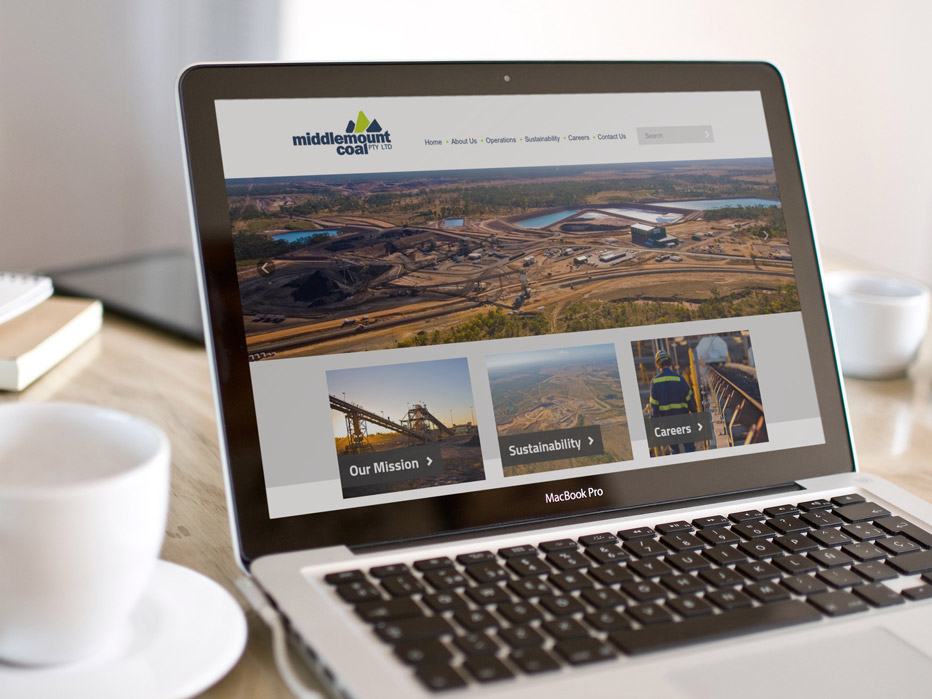 middlemount
coal PTY LTD
Home • About Us • Operations • Sustainability • Careers • Contact Us
Search
Our Mission
Sustainability
Careers
MacBook Pro